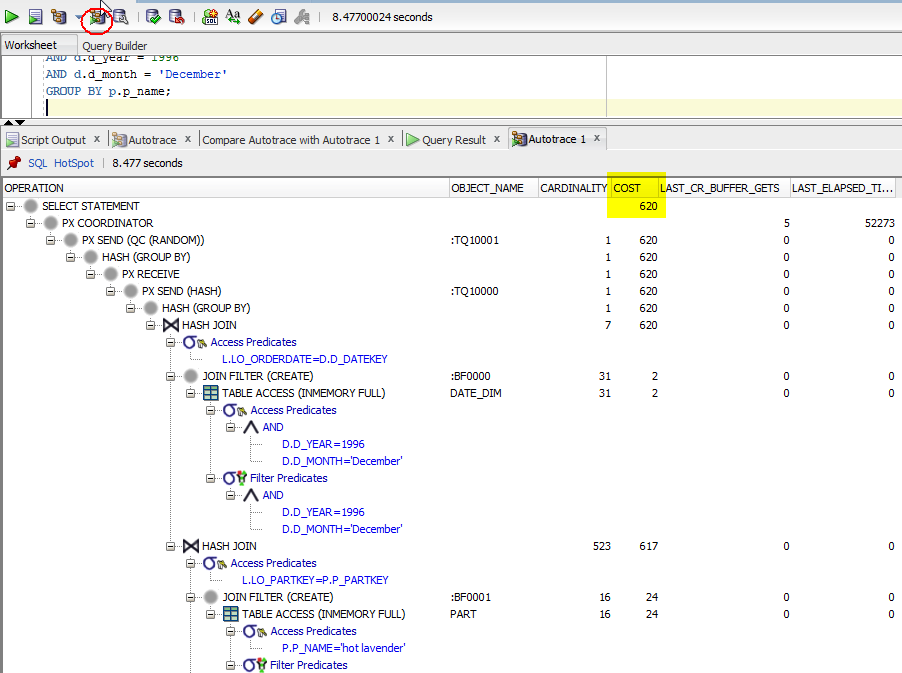 8.47700024 seconds
Worksheet Query Builder
AND d.d_year = 1996
AND d.d_month = 'December'
GROUP BY p.p_name;
Script Output x Autotrace x Compare Autotrace with Autotrace 1 x Query Result x Autotrace 1 x
SQL HotSpot 8.477 seconds
OPERATION OBJECT_NAME CARDINALITY COST LAST_CR_BUFFER_GETS LAST_ELAPSED_TI...
SELECT STATEMENT 620
PX COORDINATOR 5 52273
PX SEND (QC (RANDOM)) :TQ10001 1 620 0 0
HASH (GROUP BY) 1 620 0 0
PX RECEIVE 1 620 0 0
PX SEND (HASH) :TQ10000 1 620 0 0
HASH (GROUP BY) 1 620 0 0
HASH JOIN 7 620 0 0
Access Predicates
L.LO_ORDERDATE=D.D_DATEKEY
JOIN FILTER (CREATE) :BF0000 31 2 0 0
TABLE ACCESS (INMEMORY FULL) DATE_DIM 31 2 0 0
Access Predicates
AND
D.D_YEAR=1996
D.D_MONTH='December'
Filter Predicates
AND
D.D_YEAR=1996
D.D_MONTH='December'
HASH JOIN 523 617 0 0
Access Predicates
L.LO_PARTKEY=P.P_PARTKEY
JOIN FILTER (CREATE) :BF0001 16 24 0 0
TABLE ACCESS (INMEMORY FULL) PART 16 24 0 0
Access Predicates
P.P_NAME='hot lavender'
Filter Predicates